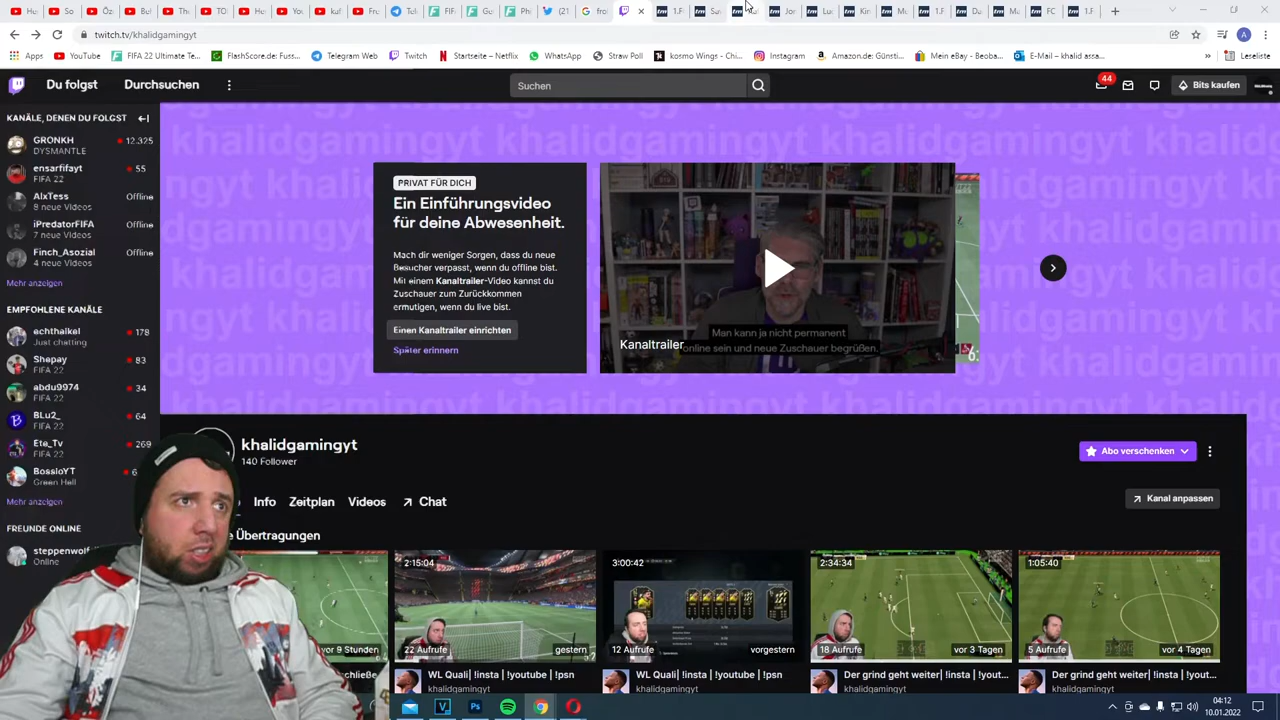 twitch.tv/khalidgamingyt
Apps
YouTube
FIFA 22 Ultimate Te...
FlashScore.de: Fuss...
Telegram Web
Twitch
Startseite – Netflix
WhatsApp
Straw Poll
kosmo Wings - Chi...
Instagram
Amazon.de: Günsti...
Mein eBay - Beoba...
E-Mail – khalid assa...
»
Leseliste
Du folgst
Durchsuchen
Suchen
44
Bits kaufen
KANÄLE, DENEN DU FOLGST
GRONKH
12.325
DYSMANTLE
ensarfifayt
55
FIFA 22
AlxTess
Offline
8 neue Videos
iPredatorFIFA
Offline
7 neue Videos
Finch_Asozial
Offline
4 neue Videos
Mehr anzeigen
EMPFOHLENE KANÄLE
echthaikel
178
Just chatting
Shepay_
83
FIFA 22
abdu9974
34
FIFA 22
BLu2_
64
FIFA 22
Ete_Tv
269
FIFA 22
BossloYT
Green Hell
Mehr anzeigen
FREUNDE ONLINE
Online
PRIVAT FÜR DICH
Ein Einführungsvideo
für deine Abwesenheit.
Mach dir weniger Sorgen, dass du neue
Besucher verpasst, wenn du offline bist.
Mit einem Kanaltrailer-Video kannst du
Zuschauer zum Zurückkommen
ermutigen, wenn du live bist.
Einen Kanaltrailer einrichten
Später erinnern
Man kann ja nicht permanent
Kanaltrailer
online sein und neue Zuschauer begrüßen.
khalidgamingyt
140 Follower
Abo verschenken
Info
Zeitplan
Videos
Chat
Kanal anpassen
Übertragungen
vor 9 Stunden
2:15:04
22 Aufrufe
gestern
WL Quali| !insta | !youtube | !psn
khalidgamingyt
3:00:42
12 Aufrufe
vorgestern
WL Quali| !insta | !youtube | !psn
khalidgamingyt
2:34:34
18 Aufrufe
vor 3 Tagen
Der grind geht weiter| !insta | !yout...
khalidgamingyt
1:05:40
5 Aufrufe
vor 4 Tagen
Der grind geht weiter| !insta | !yout...
khalidgamingyt
04:12
10.01.2022